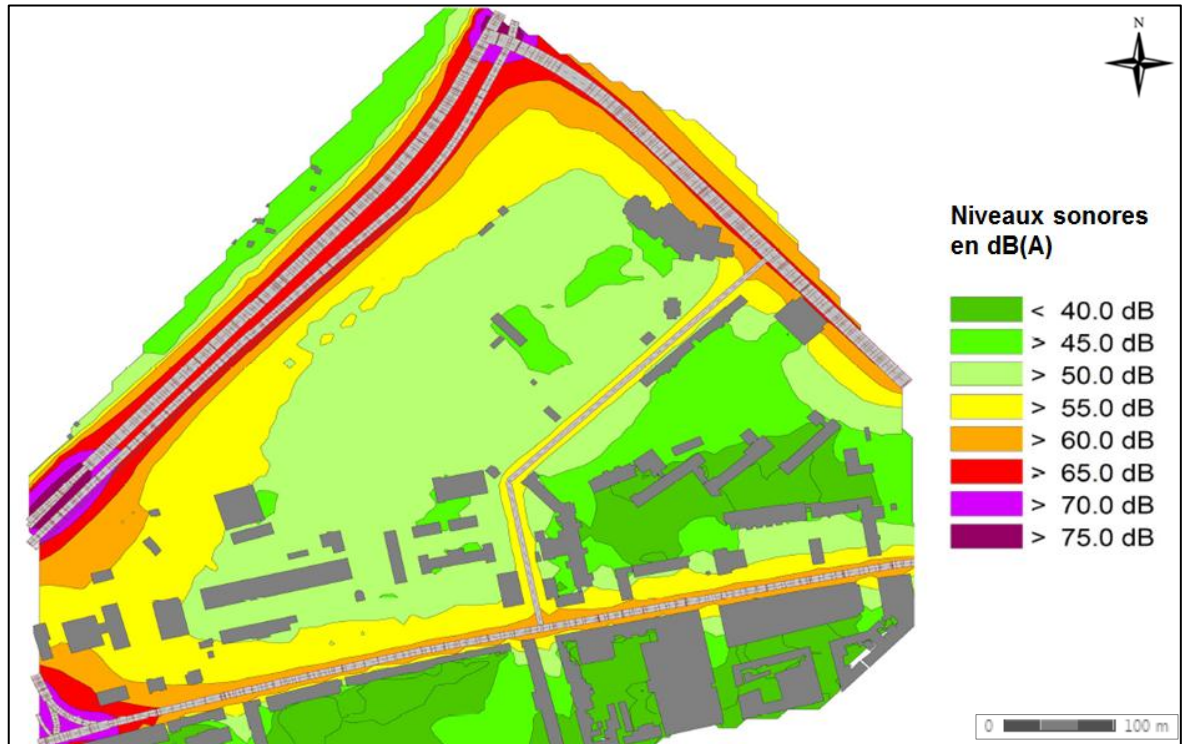 N
Niveaux sonores
en dB(A)
< 40.0 dB
> 45.0 dB
> 50.0 dB
> 55.0 dB
> 60.0 dB
> 65.0 dB
> 70.0 dB
> 75.0 dB
0 100 m